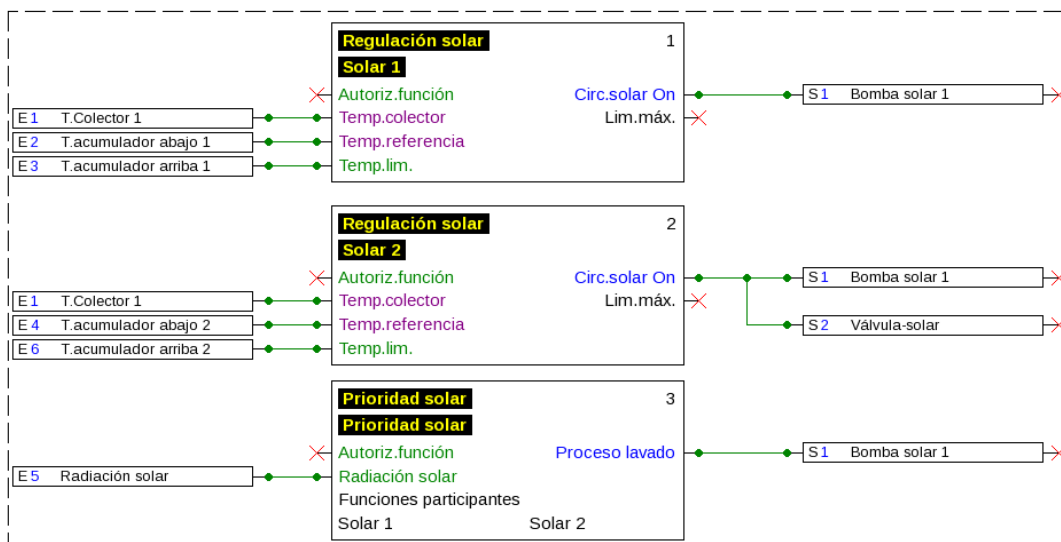 Regulación solar 1
Solar 1
Autoriz.función Circ.solar On S1 Bomba solar 1
E1 T.Colector 1 Temp.colector Lim.máx.
E2 T.acumulador abajo 1 Temp.referencia
E3 T.acumulador arriba 1 Temp.lim.
Regulación solar 2
Solar 2
Autoriz.función Circ.solar On S1 Bomba solar 1
E1 T.Colector 1 Temp.colector Lim.máx.
E4 T.acumulador abajo 2 Temp.referencia S2 Válvula-solar
E6 T.acumulador arriba 2 Temp.lim.
Prioridad solar 3
Prioridad solar
Autoriz.función Proceso lavado S1 Bomba solar 1
E5 Radiación solar Radiación solar
Funciones participantes
Solar 1 Solar 2